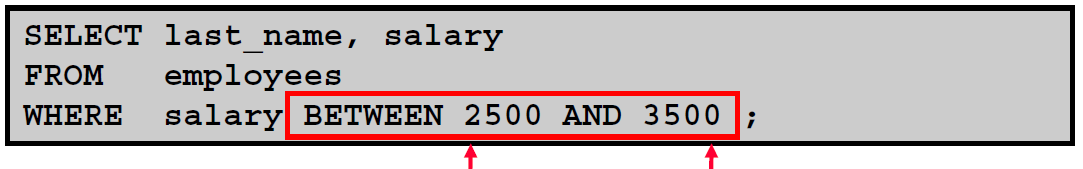 SELECT last_name, salary
FROM employees
WHERE salary BETWEEN 2500 AND 3500 ;